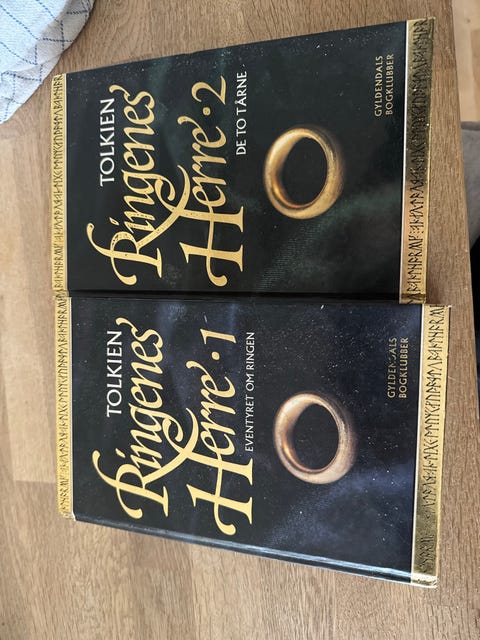 TOLKIEN
Ringenes
Herre · 2
DE TO TÅRNE
GYLDENDALS
BOGKLUBBER
TOLKIEN
Ringenes
Herre · 1
EVENTYRET OM RINGEN
GYLDENDALS
BOGKLUBBER